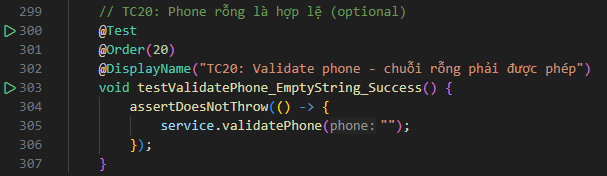 299 // TC20: Phone rỗng là hợp lệ (optional)
300 @Test
301 @Order(20)
302 @DisplayName("TC20: Validate phone - chuỗi rỗng phải được phép")
303 void testValidatePhone_EmptyString_Success() {
304 assertDoesNotThrow(() -> {
305 service.validatePhone(phone:"");
306 });
307 }